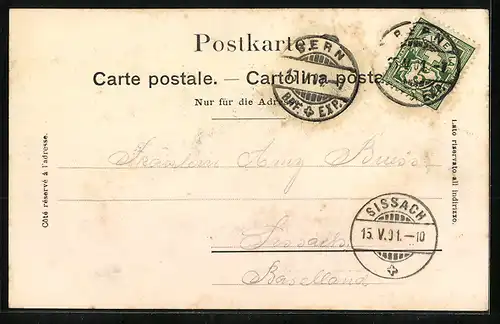 Postkarte.
Carte postale. — Cartolina postale
Nur für die Adresse
Côté réservé à l'adresse.
Lato riservato all indirizzo.
BERN
BRF. EXP.
HELVETIA
SISSACH
15.V.01.—10
Fräulein
Sissach
Baselland